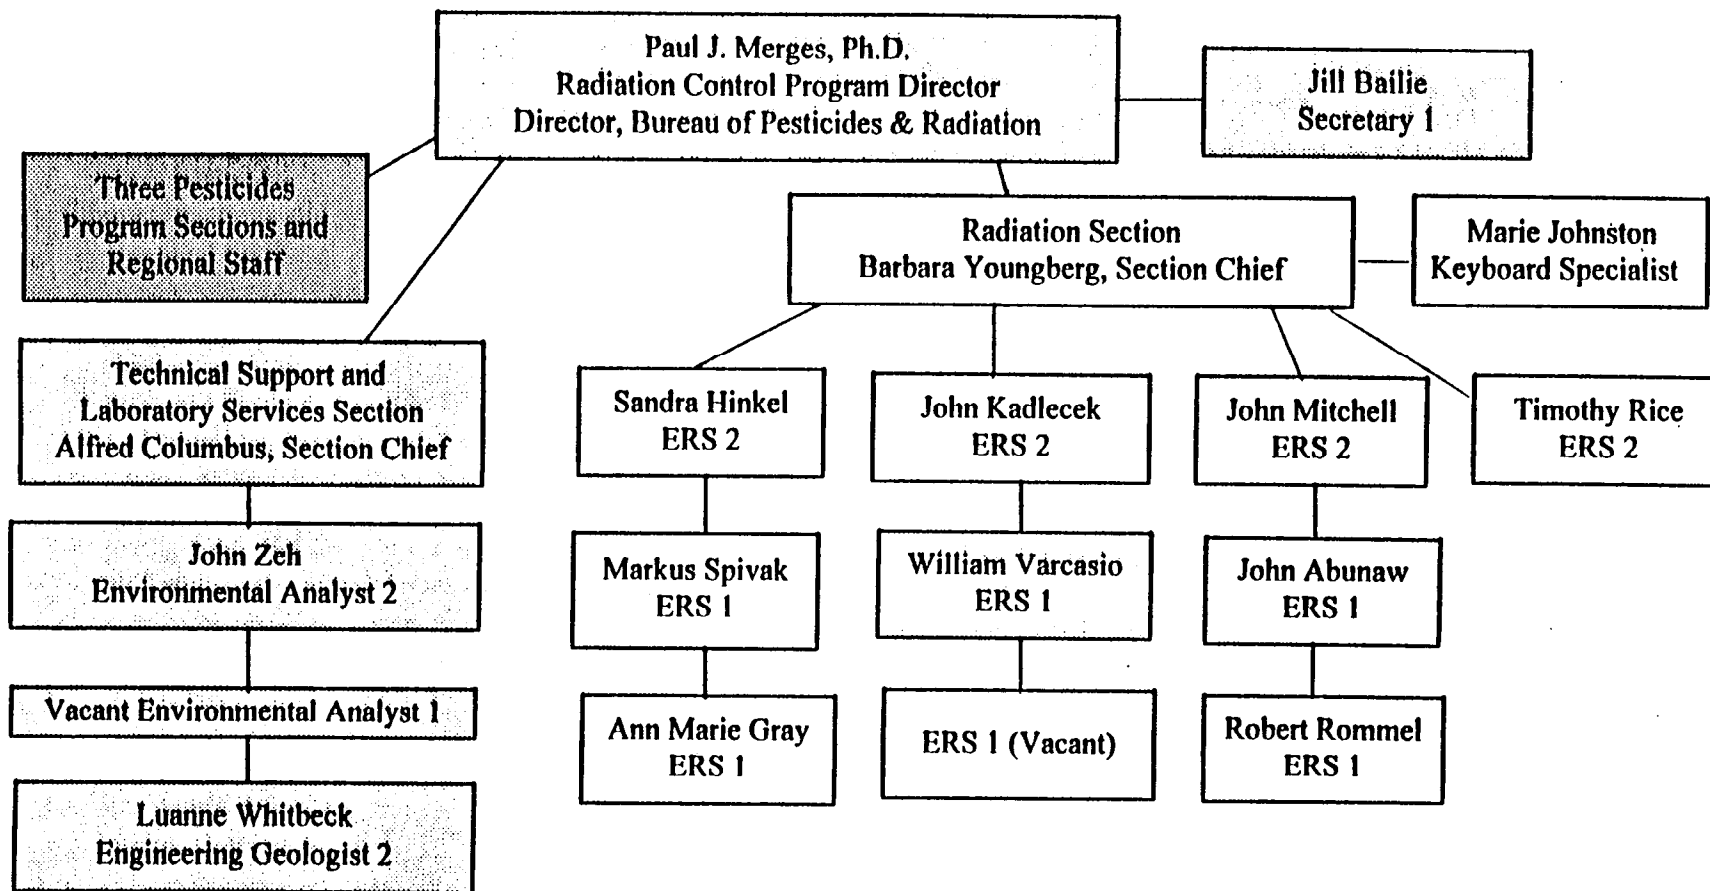 Paul J. Merges, Ph.D.
Radiation Control Program Director
Director, Bureau of Pesticides & Radiation
Jill Bailie
Secretary 1
Three Pesticides
Program Sections and
Regional Staff
Radiation Section
Barbara Youngberg, Section Chief
Marie Johnston
Keyboard Specialist
Technical Support and
Laboratory Services Section
Alfred Columbus, Section Chief
Sandra Hinkel
ERS 2
John Kadlecek
ERS 2
John Mitchell
ERS 2
Timothy Rice
ERS 2
John Zeh
Environmental Analyst 2
Markus Spivak
ERS 1
William Varcasio
ERS 1
John Abunaw
ERS 1
Vacant Environmental Analyst 1
Ann Marie Gray
ERS 1
ERS 1 (Vacant)
Robert Rommel
ERS 1
Luanne Whitbeck
Engineering Geologist 2